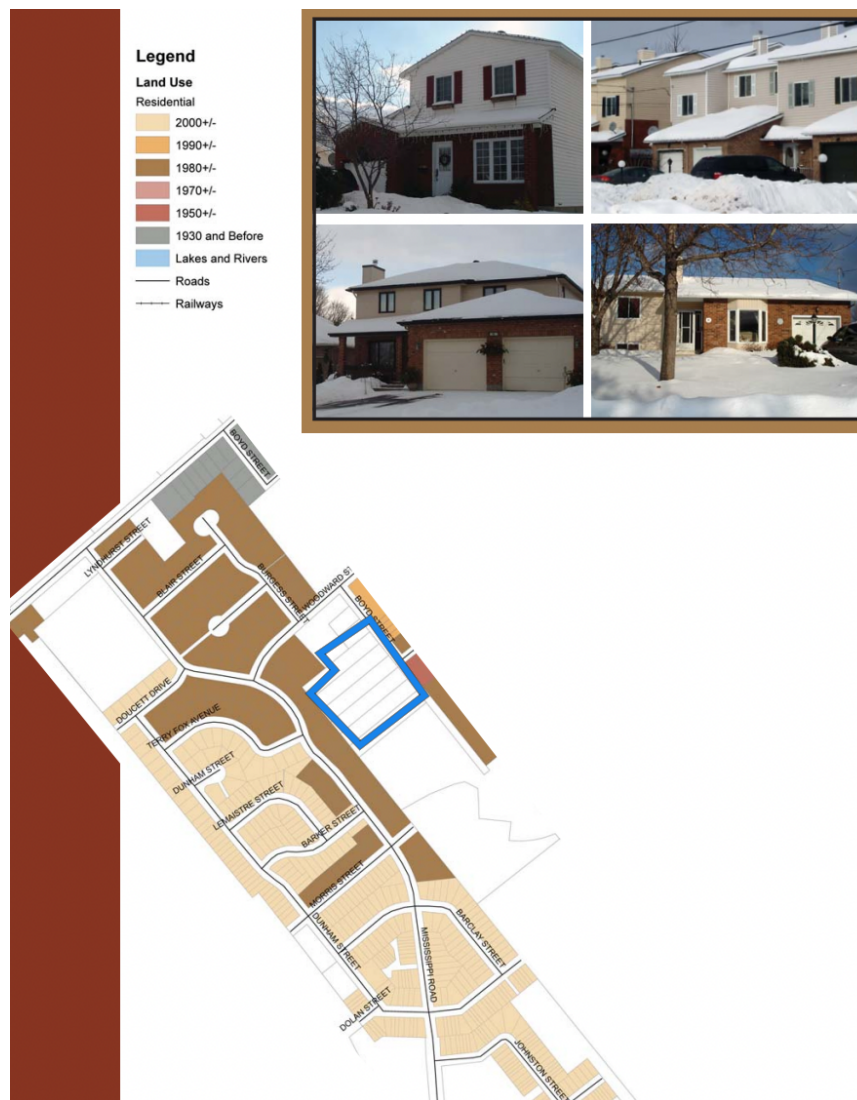 Legend
Land Use
Residential
2000+/-
1990+/-
1980+/-
1970+/-
1950+/-
1930 and Before
Lakes and Rivers
Roads
Railways
BOYD STREET
LYNDHURST STREET
BLAIR STREET
BURGESS STREET
WOODWARD ST
BOYD STREET
DOUCETT DRIVE
TERRY FOX AVENUE
DUNHAM STREET
LEMAISTRE STREET
BARKER STREET
MORRIS STREET
DUNHAM STREET
BARCLAY STREET
MISSISSIPPI ROAD
DOLAN STREET
JOHNSTON STREET